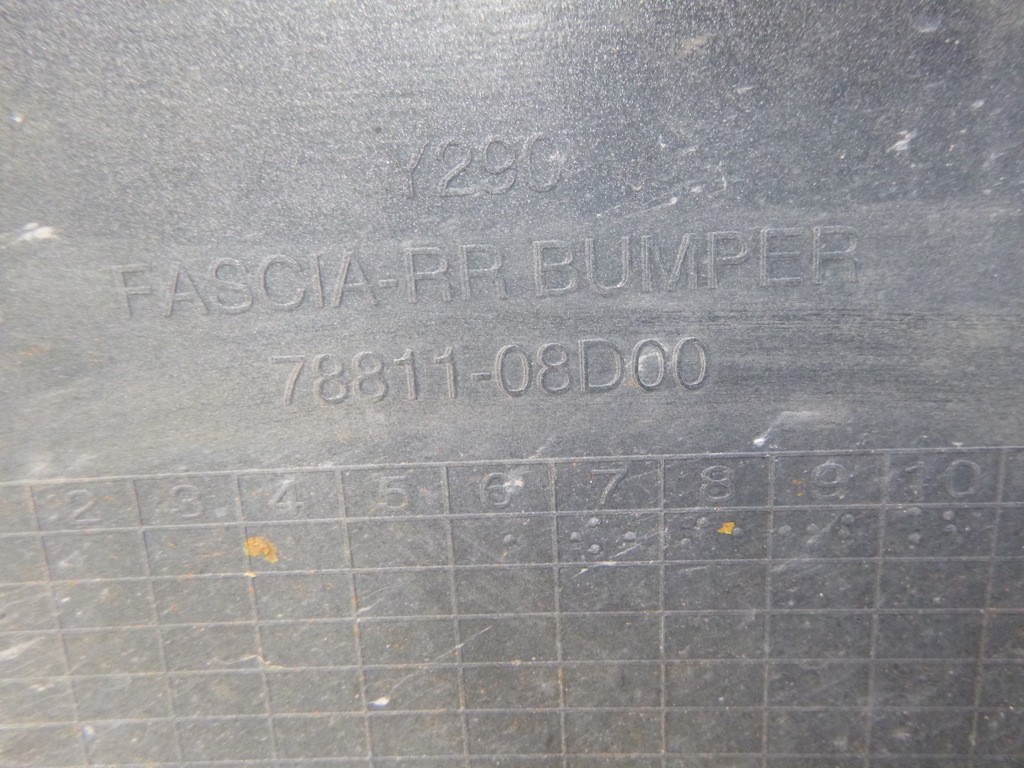 Y290
FASCIA-RR BUMPER
78811-08D00
2 3 4 5 6 7 8 9 10